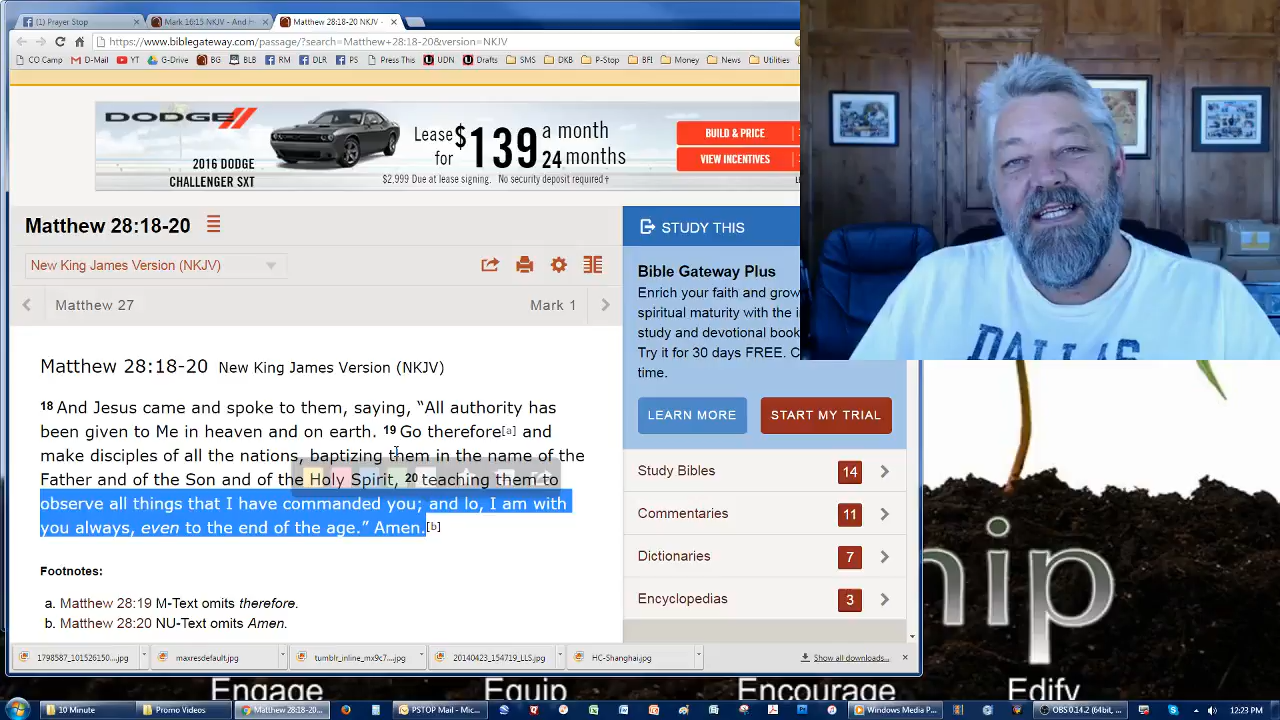 (1) Prayer Stop
Mark 16:15 NKJV - And H
Matthew 28:18-20 NKJV -
https://www.biblegateway.com/passage/?search=Matthew+28:18-20&version=NKJV
CO Camp
D-Mail
YT
G-Drive
BG
BLB
RM
DLR
PS
Press This
UDN
Drafts
SMS
DKB
P-Stop
BFI
Money
News
Utilities
DODGE
2016 DODGE
CHALLENGER SXT
Lease for $139 a month 24 months
$2,999 Due at lease signing. No security deposit required†
BUILD & PRICE
VIEW INCENTIVES
Matthew 28:18-20
New King James Version (NKJV)
Matthew 27
Mark 1
Matthew 28:18-20 New King James Version (NKJV)
18 And Jesus came and spoke to them, saying, “All authority has
been given to Me in heaven and on earth. 19 Go therefore[a] and
make disciples of all the nations, baptizing them in the name of the
Father and of the Son and of the Holy Spirit, 20 teaching them to
observe all things that I have commanded you; and lo, I am with
you always, even to the end of the age.” Amen.[b]
Footnotes:
a. Matthew 28:19 M-Text omits therefore.
b. Matthew 28:20 NU-Text omits Amen.
STUDY THIS
Bible Gateway Plus
Enrich your faith and grow
spiritual maturity with the i
study and devotional book
Try it for 30 days FREE. C
time.
LEARN MORE
START MY TRIAL
Study Bibles 14
Commentaries 11
Dictionaries 7
Encyclopedias 3
DALLAS
hip
1798587_101526150....jpg
maxresdefault.jpg
tumblr_inline_mx9c7....jpg
20140423_154719_LLS.jpg
HC-Shanghai.jpg
Show all downloads...
Engage
Equip
Encourage
Edify
10 Minute
Promo Videos
Matthew 28:18-20...
PSTOP Mail - Mic...
Windows Media P...
OBS 0.14.2 (64bit, ...
12:23 PM